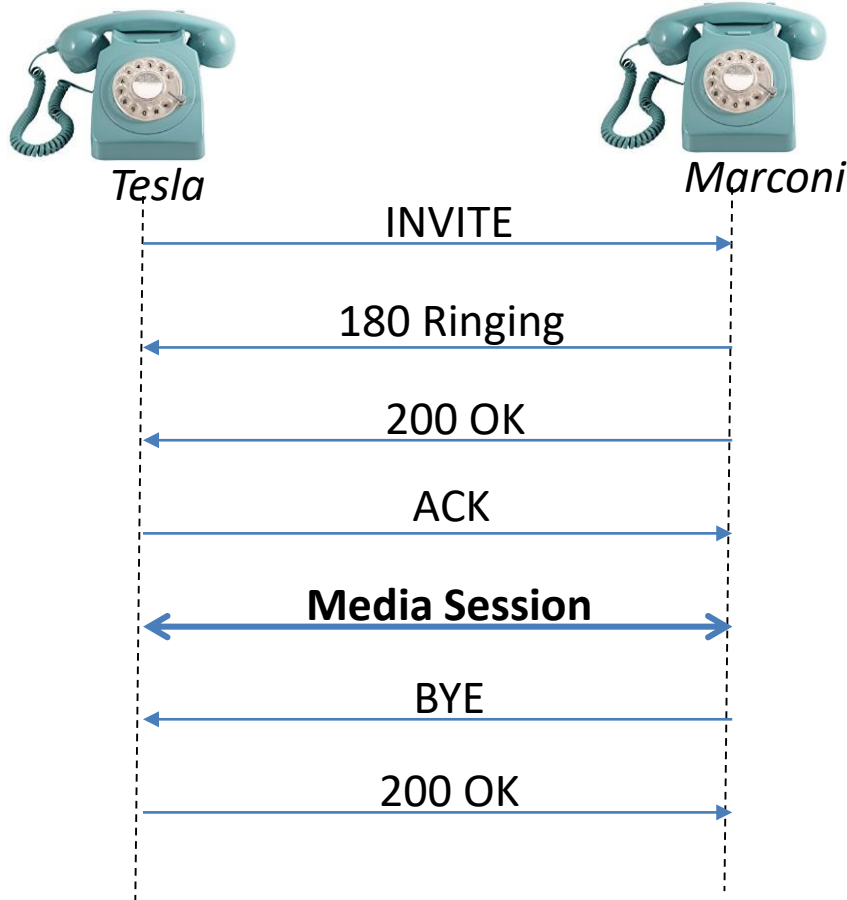 Tesla
Marconi
INVITE
180 Ringing
200 OK
ACK
Media Session
BYE
200 OK